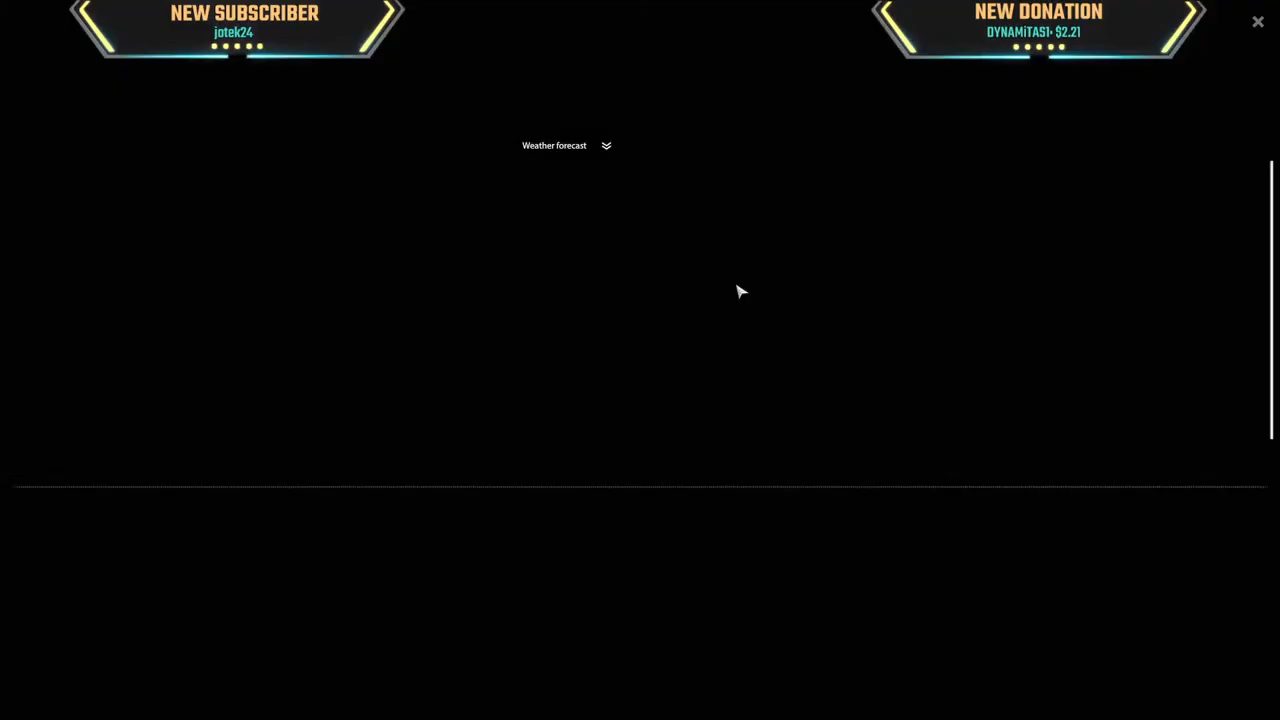 NEW SUBSCRIBER
jotek24
NEW DONATION
DYNAMiTAS1• $2.21
Weather forecast